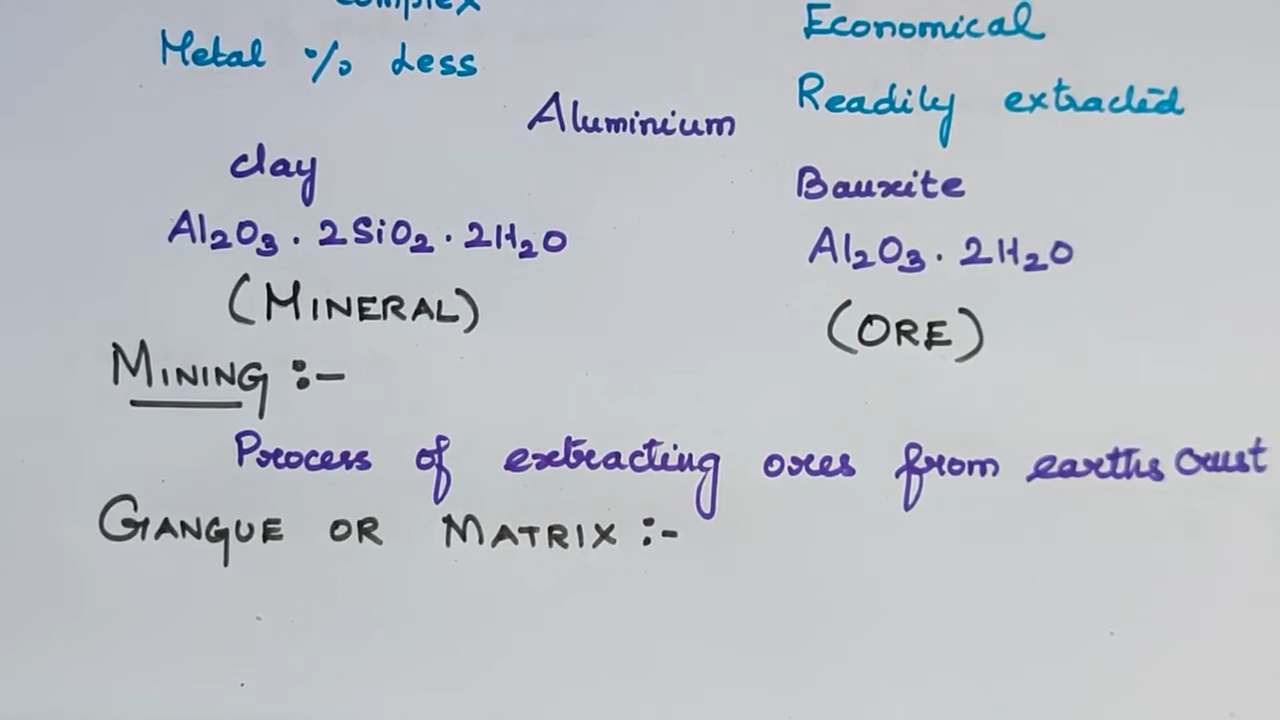 complex
Economical
Metal % Less
Readily extracted
Aluminium
clay
Bauxite
Al₂O₃ . 2SiO₂ . 2H₂O
Al₂O₃ . 2H₂O
(MINERAL)
(ORE)
MINING :-
Process of extracting ores from earths crust
GANGUE OR MATRIX :-